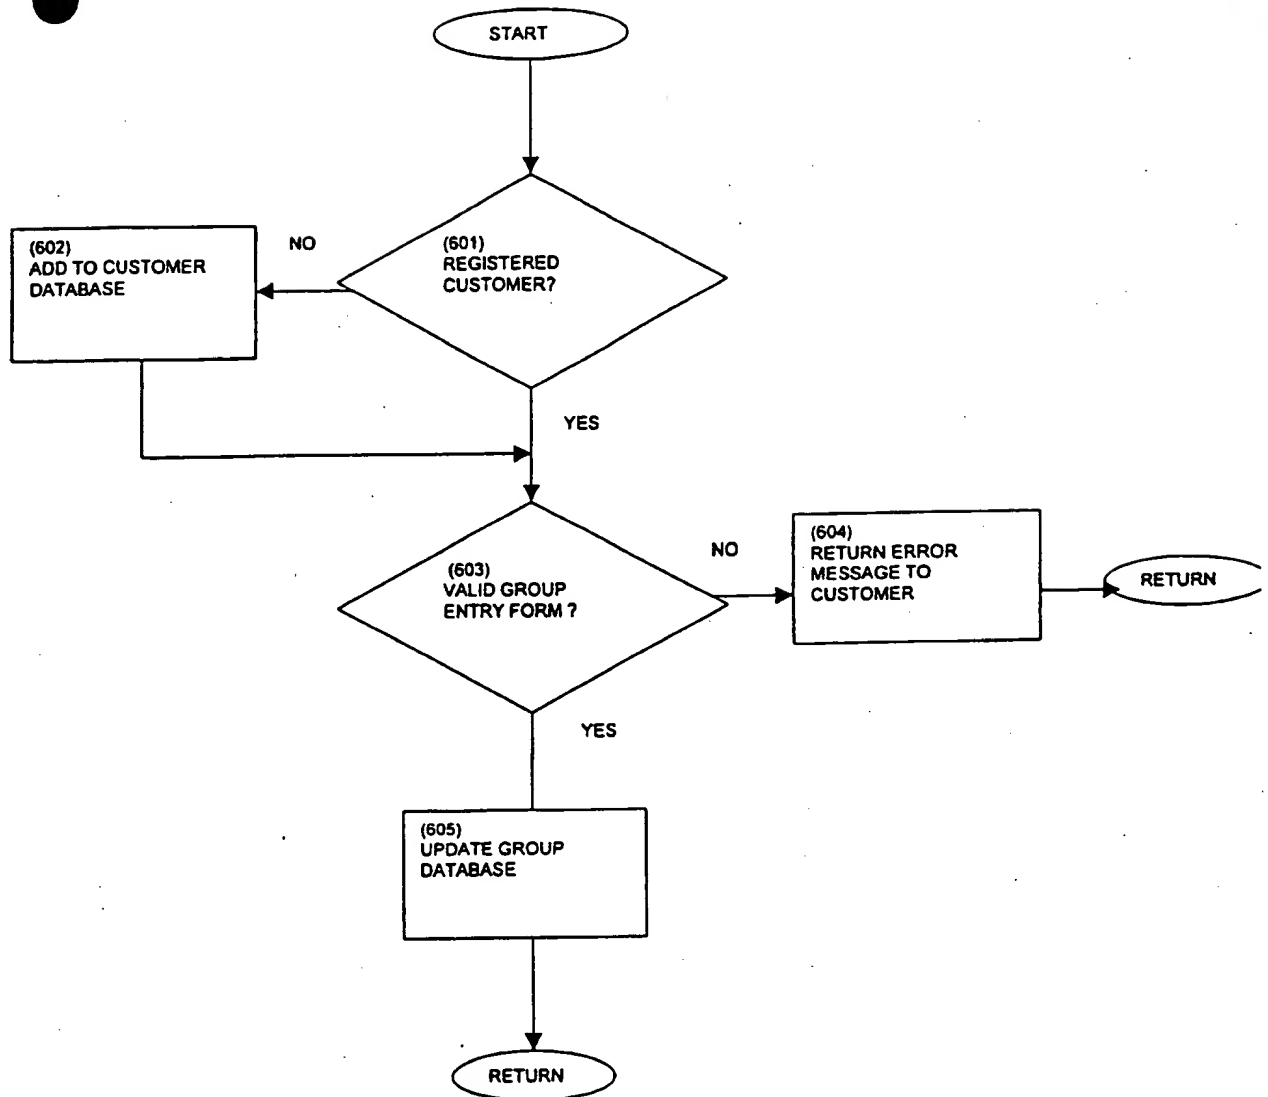 START
(601)
REGISTERED
CUSTOMER?
NO
(602)
ADD TO CUSTOMER
DATABASE
YES
(603)
VALID GROUP
ENTRY FORM ?
NO
(604)
RETURN ERROR
MESSAGE TO
CUSTOMER
RETURN
YES
(605)
UPDATE GROUP
DATABASE
RETURN